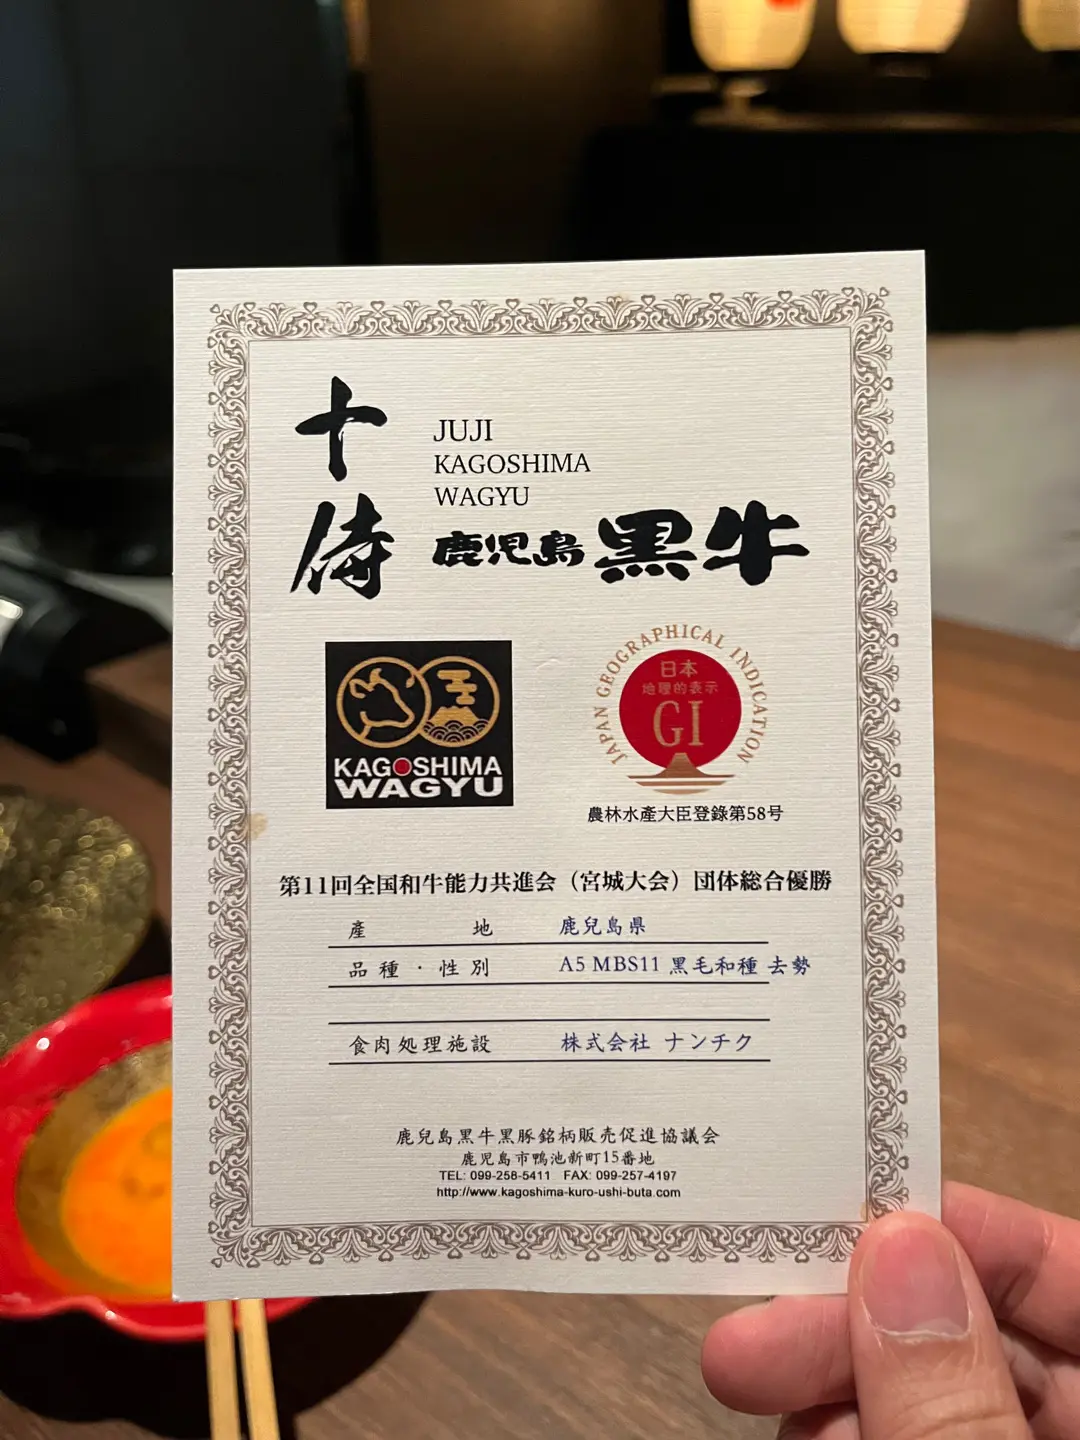 十侍
JUJI
KAGOSHIMA
WAGYU
鹿児島黒牛
KAGOSHIMA
WAGYU
JAPAN GEOGRAPHICAL INDICATION
日本
地理的表示
GI
農林水產大臣登錄第58号
第11回全国和牛能力共進会（宮城大会）団体総合優勝
産 地 鹿兒島県
品種・性別 A5 MBS11 黒毛和種 去勢
食肉処理施設 株式会社 ナンチク
鹿兒島黒牛黒豚銘柄販売促進協議会
鹿児島市鴨池新町15番地
TEL: 099-258-5411 FAX: 099-257-4197
http://www.kagoshima-kuro-ushi-buta.com